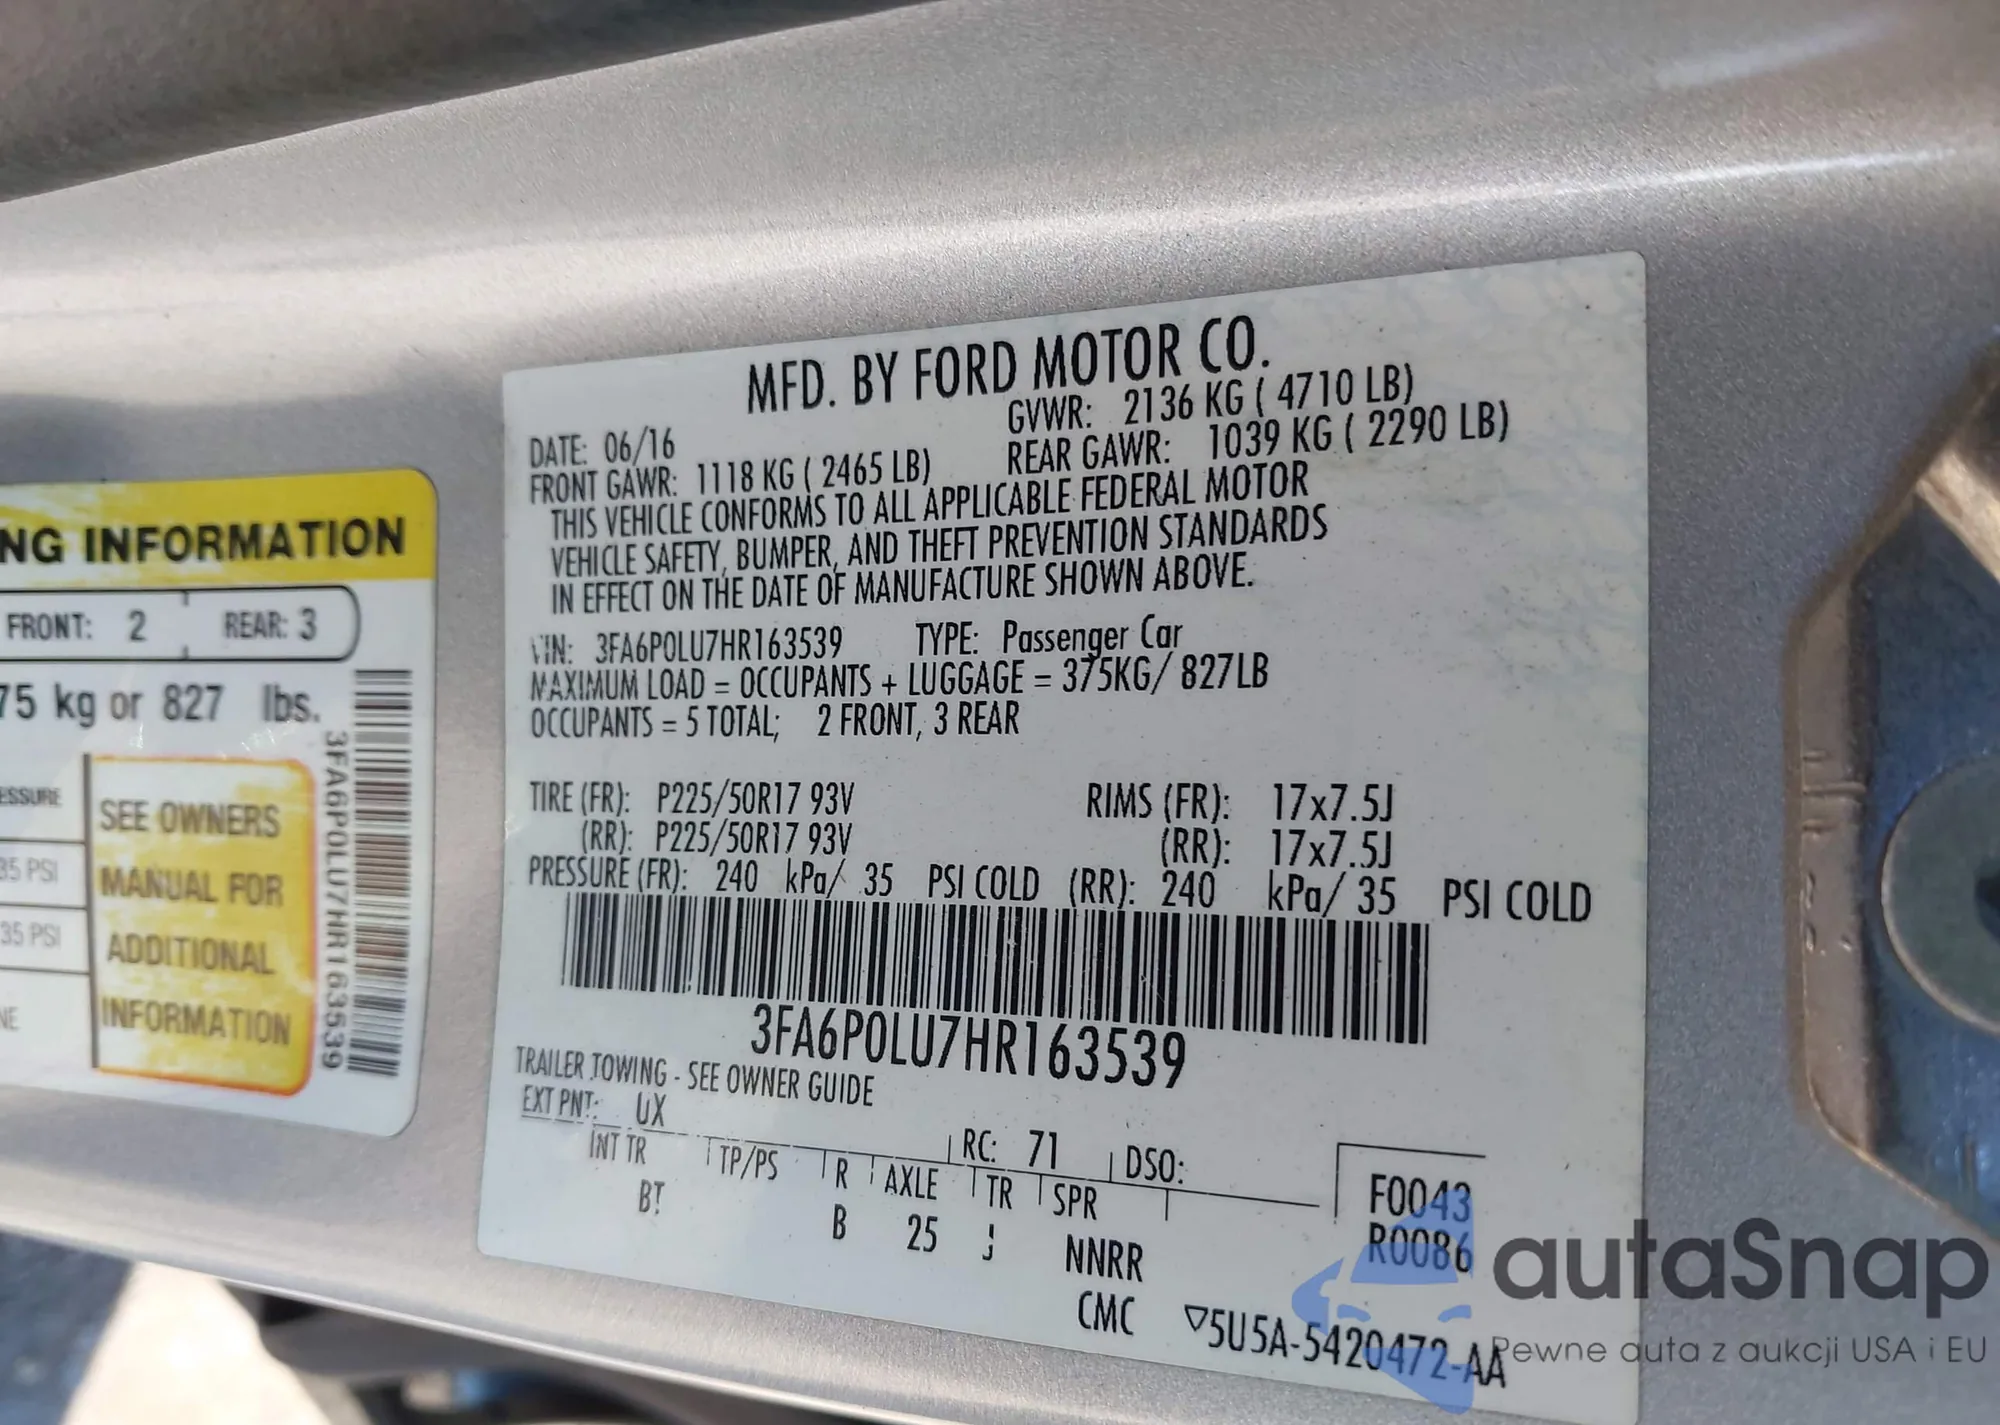 NG INFORMATION
FRONT: 2 REAR: 3
75 kg or 827 lbs.
ESSURE
35 PSI
35 PSI
NE
SEE OWNERS
MANUAL FOR
ADDITIONAL
INFORMATION
3FA6P0LU7HR163539
MFD. BY FORD MOTOR CO.
DATE: 06/16 GVWR: 2136 KG ( 4710 LB)
FRONT GAWR: 1118 KG ( 2465 LB) REAR GAWR: 1039 KG ( 2290 LB)
THIS VEHICLE CONFORMS TO ALL APPLICABLE FEDERAL MOTOR
VEHICLE SAFETY, BUMPER, AND THEFT PREVENTION STANDARDS
IN EFFECT ON THE DATE OF MANUFACTURE SHOWN ABOVE.
VIN: 3FA6P0LU7HR163539 TYPE: Passenger Car
MAXIMUM LOAD = OCCUPANTS + LUGGAGE = 375KG/ 827LB
OCCUPANTS = 5 TOTAL; 2 FRONT, 3 REAR
TIRE (FR): P225/50R17 93V RIMS (FR): 17x7.5J
(RR): P225/50R17 93V (RR): 17x7.5J
PRESSURE (FR): 240 kPa/ 35 PSI COLD (RR): 240 kPa/ 35 PSI COLD
3FA6P0LU7HR163539
TRAILER TOWING - SEE OWNER GUIDE
EXT PNT: UX RC: 71 DSO:
INT TR TP/PS R AXLE TR SPR F0043
BT B 25 J NNRR R0086
CMC ▽5U5A-5420472-AA
autaSnap
Pewne auta z aukcji USA i EU